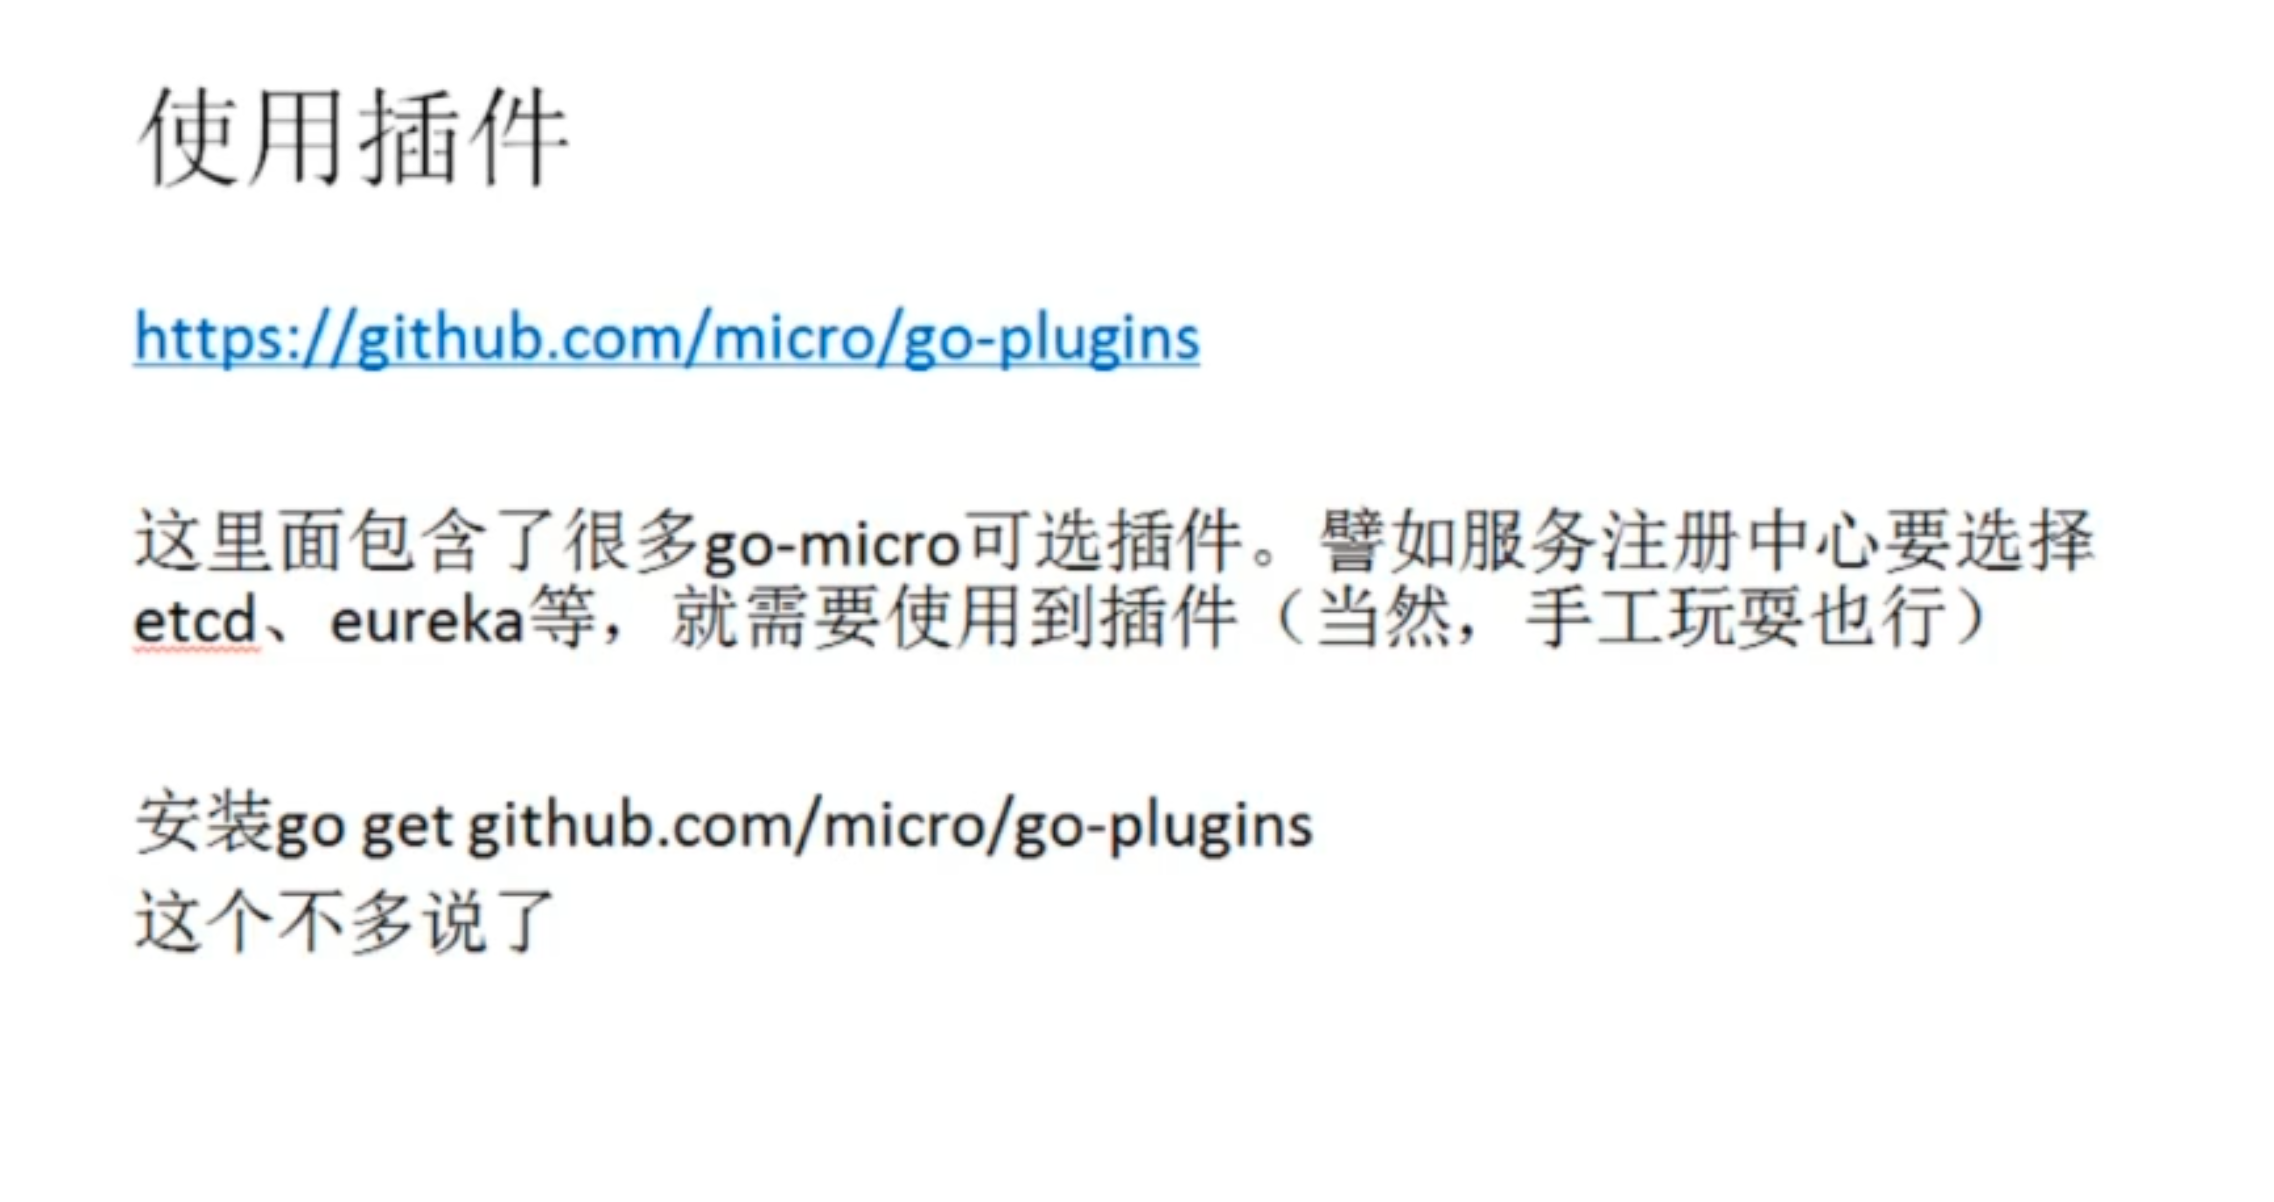 使用插件
https://github.com/micro/go-plugins
这里面包含了很多go-micro可选插件。譬如服务注册中心要选择
etcd、eureka等，就需要使用到插件（当然，手工玩耍也行）
安装go get github.com/micro/go-plugins
这个不多说了